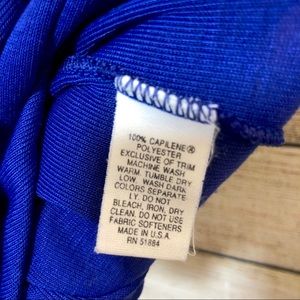 100% CAPILENE®
POLYESTER
EXCLUSIVE OF TRIM
MACHINE WASH
WARM. TUMBLE DRY
LOW. WASH DARK
COLORS SEPARATE
LY. DO NOT
BLEACH, IRON, DRY
CLEAN. DO NOT USE
FABRIC SOFTENERS
MADE IN U.S.A.
RN 51884